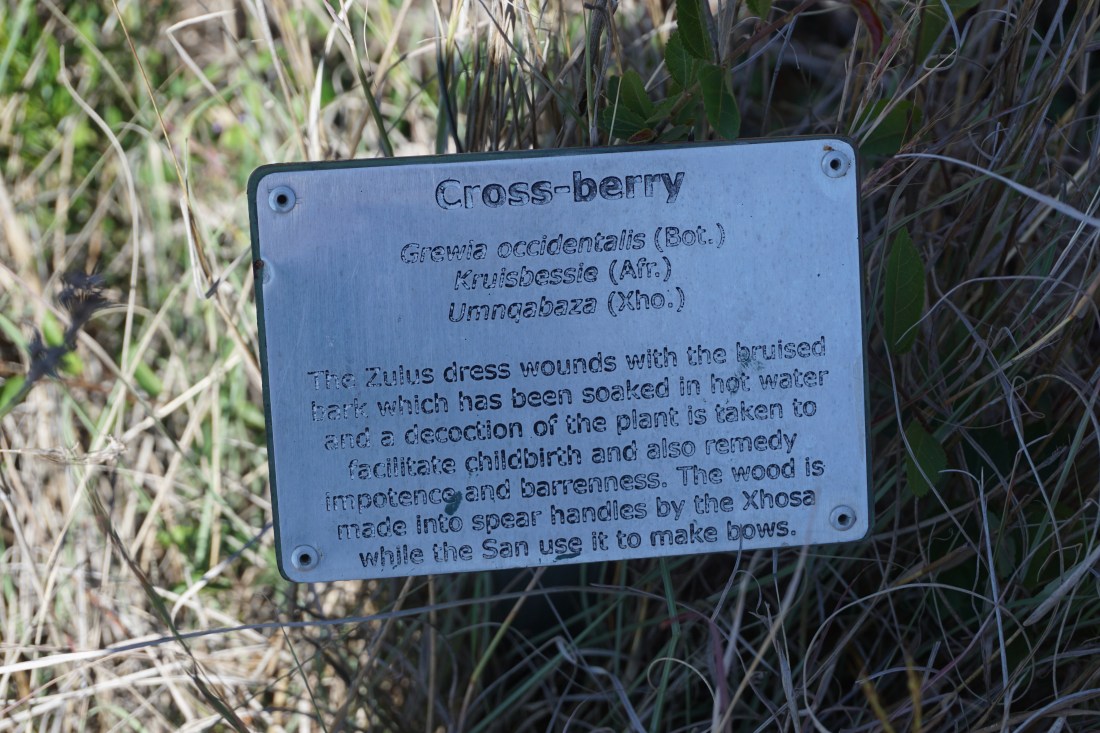 Cross-berry
Grewia occidentalis (Bot.)
Kruisbessie (Afr.)
Umnqabaza (Xho.)
The Zulus dress wounds with the bruised
bark which has been soaked in hot water
and a decoction of the plant is taken to
facilitate childbirth and also remedy
impotence and barrenness. The wood is
made into spear handles by the Xhosa
while the San use it to make bows.